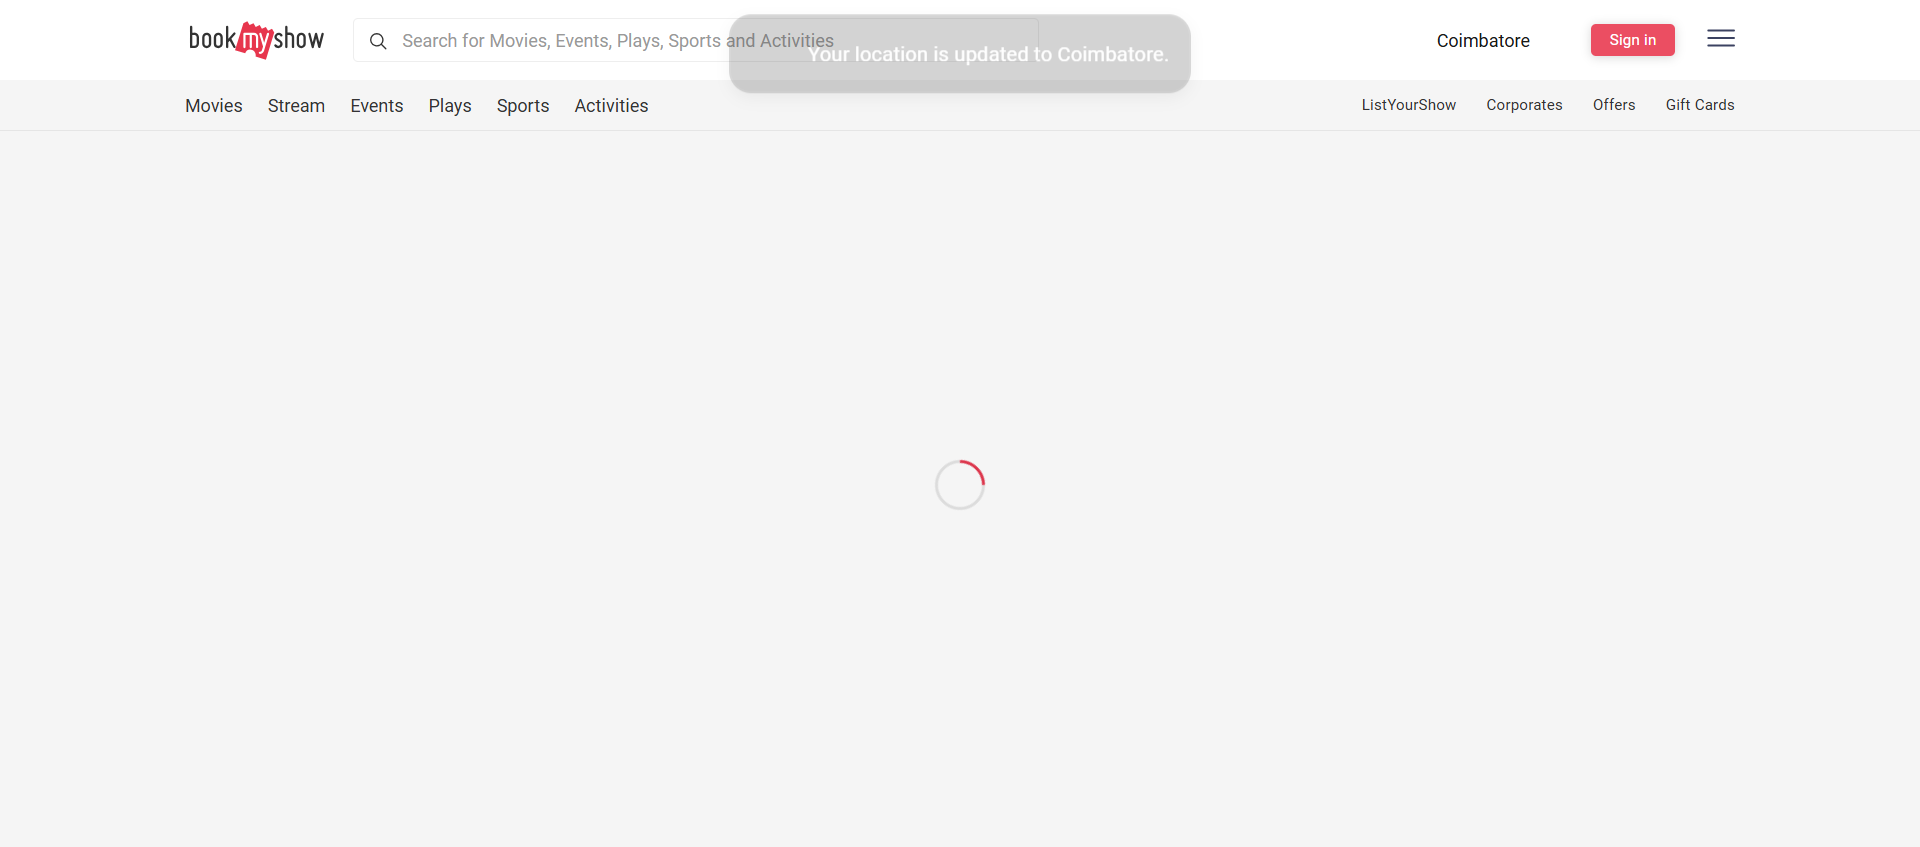 bookmyshow
Search for Movies, Events, Plays, Sports and Activities
Your location is updated to Coimbatore.
Coimbatore
Sign in
Movies Stream Events Plays Sports Activities
ListYourShow Corporates Offers Gift Cards